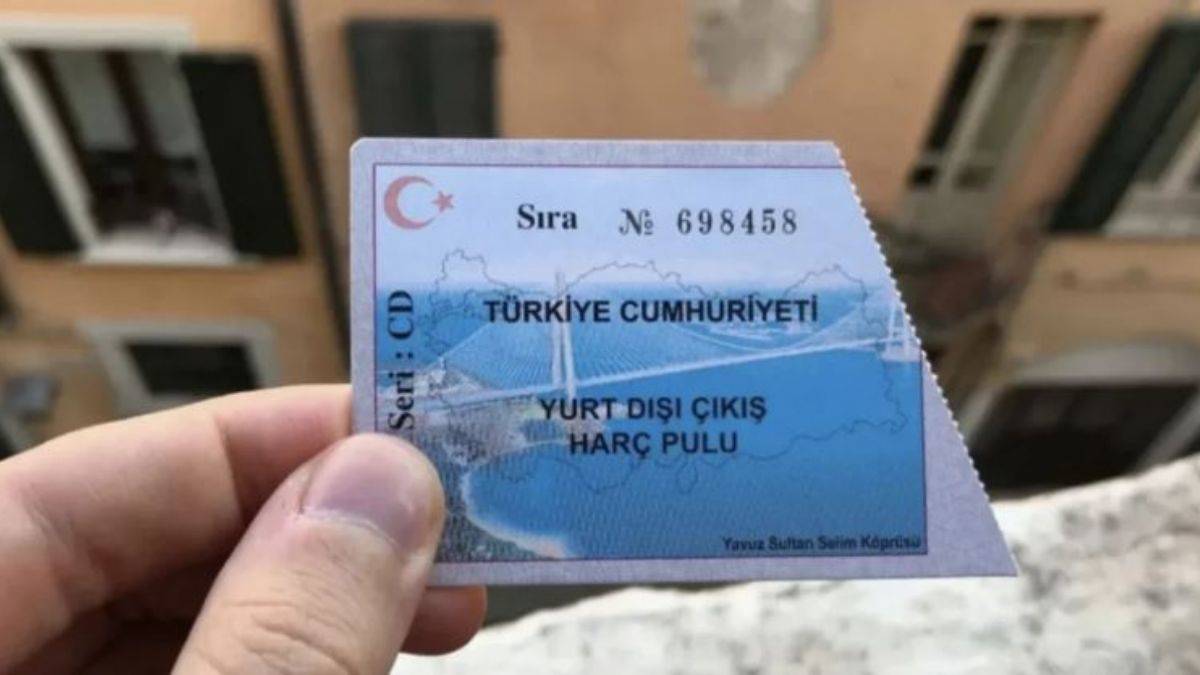 Sıra № 698458
Seri : CD
TÜRKİYE CUMHURİYETİ
YURT DIŞI ÇIKIŞ
HARÇ PULU
Yavuz Sultan Selim Köprüsü